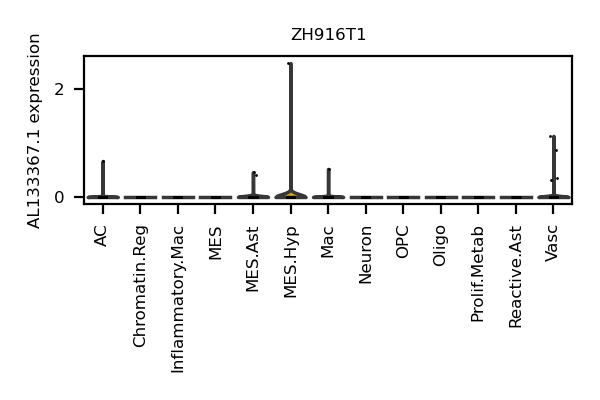 ZH916T1
AL133367.1 expression
2
0
AC
Chromatin.Reg
Inflammatory.Mac
MES
MES.Ast
MES.Hyp
Mac
Neuron
OPC
Oligo
Prolif.Metab
Reactive.Ast
Vasc